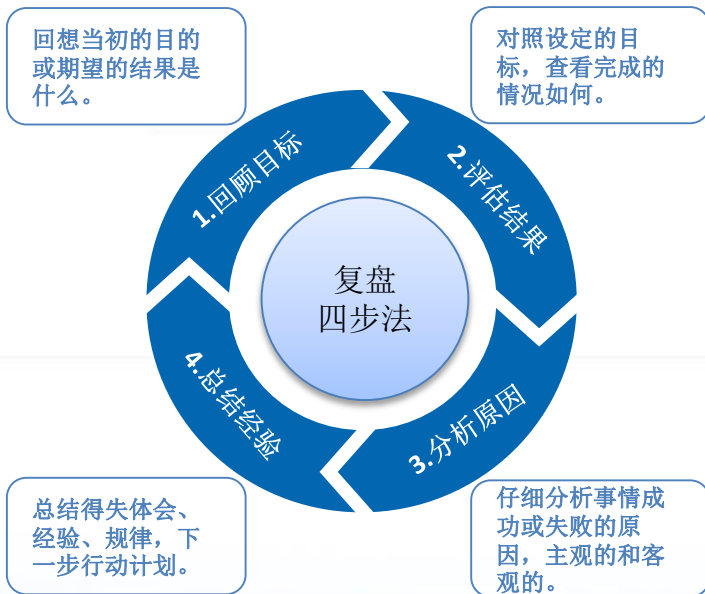 回想当初的目的
或期望的结果是
什么。
对照设定的目
标，查看完成的
情况如何。
1.回顾目标
2.评估结果
复盘
四步法
4.总结经验
3.分析原因
总结得失体会、
经验、规律，下
一步行动计划。
仔细分析事情成
功或失败的原
因，主观的和客
观的。